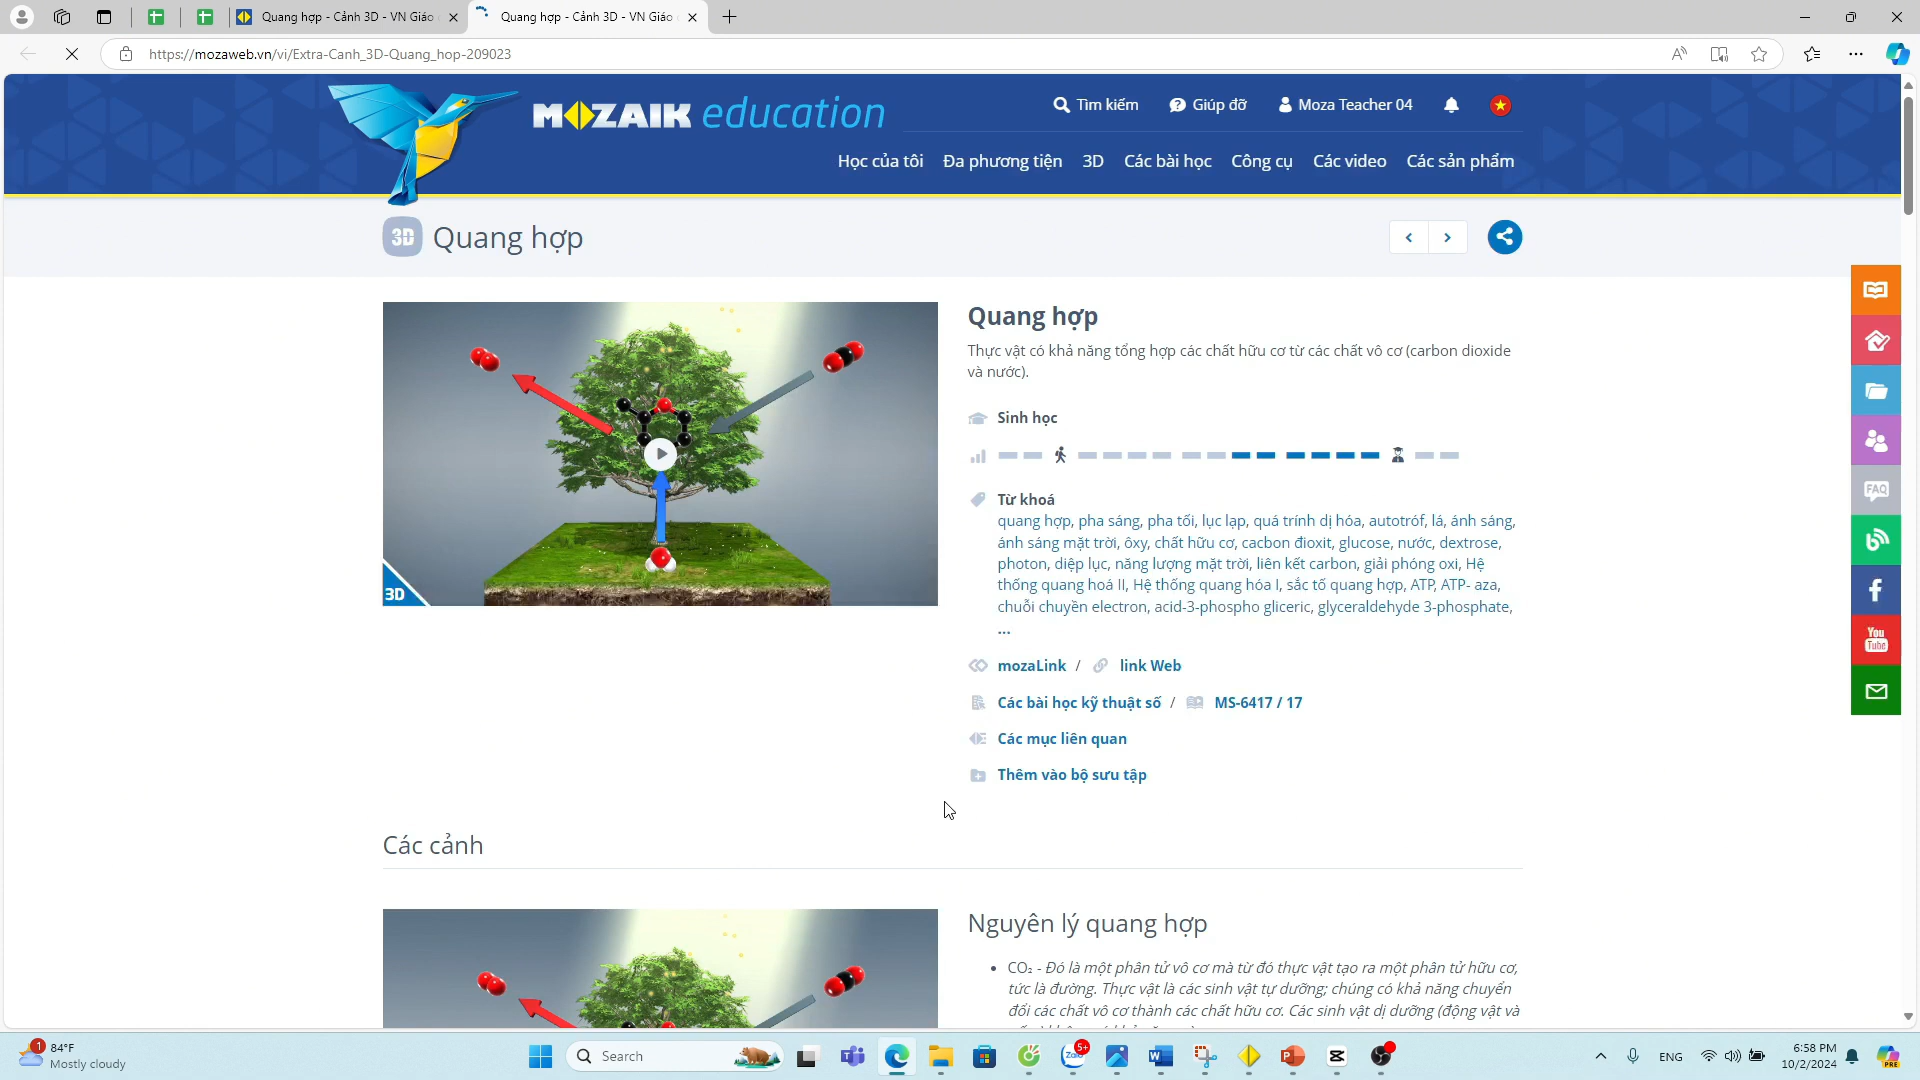 Quang hợp - Cảnh 3D - VN Giáo
Quang hợp - Cảnh 3D - VN Giáo
https://mozaweb.vn/vi/Extra-Canh_3D-Quang_hop-209023
MOZAIK education
Tìm kiếm
Giúp đỡ
Moza Teacher 04
Học của tôi
Đa phương tiện
3D
Các bài học
Công cụ
Các video
Các sản phẩm
3D
Quang hợp
3D
Quang hợp
Thực vật có khả năng tổng hợp các chất hữu cơ từ các chất vô cơ (carbon dioxide
và nước).
Sinh học
Từ khoá
quang hợp, pha sáng, pha tối, lục lạp, quá trính dị hóa, autotróf, lá, ánh sáng,
ánh sáng mặt trời, ôxy, chất hữu cơ, cacbon đioxit, glucose, nước, dextrose,
photon, diệp lục, năng lượng mặt trời, liên kết carbon, giải phóng oxi, Hệ
thống quang hoá II, Hệ thống quang hóa I, sắc tố quang hợp, ATP, ATP- aza,
chuỗi chuyền electron, acid-3-phospho gliceric, glyceraldehyde 3-phosphate,
...
mozaLink / link Web
Các bài học kỹ thuật số / MS-6417 / 17
Các mục liên quan
Thêm vào bộ sưu tập
FAQ
You
Tube
Các cảnh
Nguyên lý quang hợp
• CO₂ - Đó là một phân tử vô cơ mà từ đó thực vật tạo ra một phân tử hữu cơ,
tức là đường. Thực vật là các sinh vật tự dưỡng; chúng có khả năng chuyển
đổi các chất vô cơ thành các chất hữu cơ. Các sinh vật dị dưỡng (động vật và
1
84°F
Mostly cloudy
Search
Zalo
5+
ENG
6:58 PM
10/2/2024
PRE